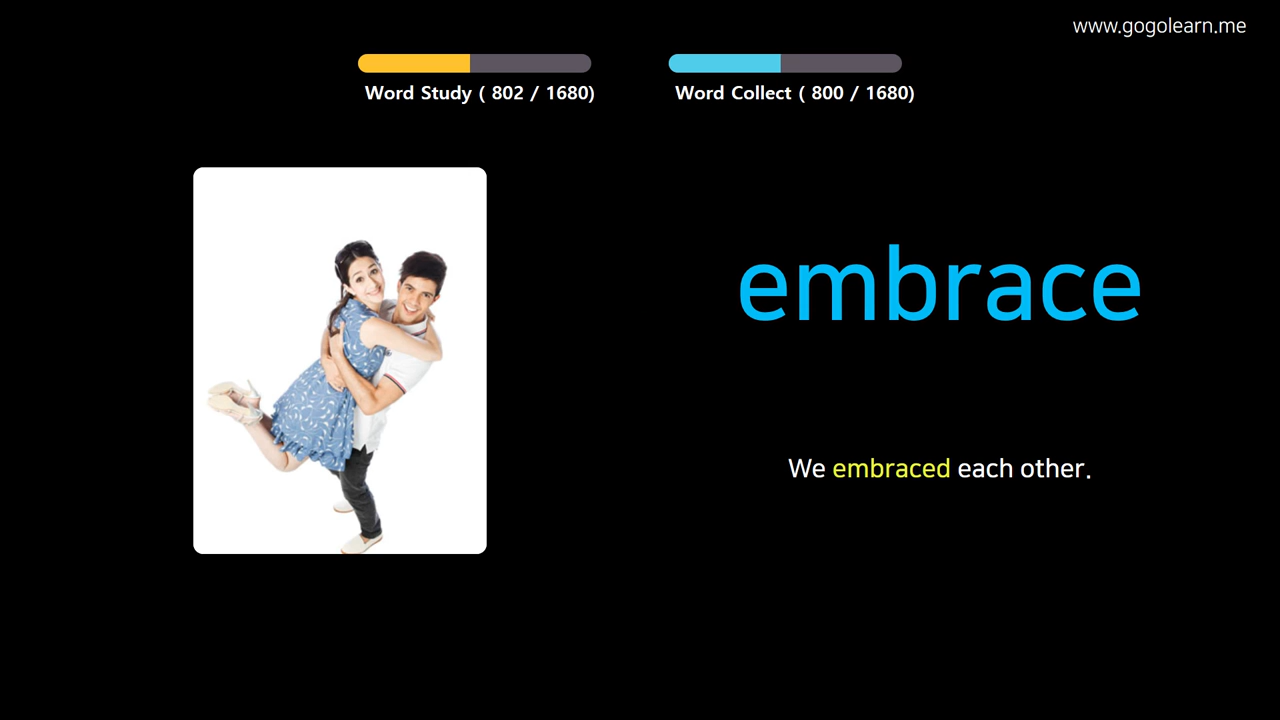 www.gogolearn.me
Word Study ( 802 / 1680)
Word Collect ( 800 / 1680)
embrace
We embraced each other.